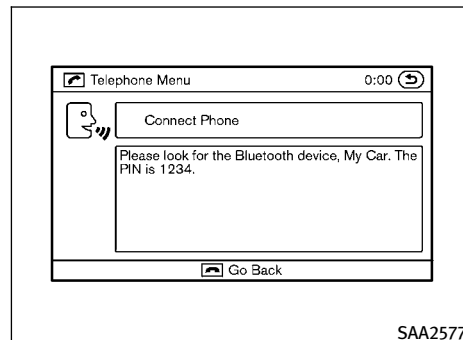 Telephone Menu 0:00
Connect Phone
Please look for the Bluetooth device, My Car. The
PIN is 1234.
Go Back
SAA2577